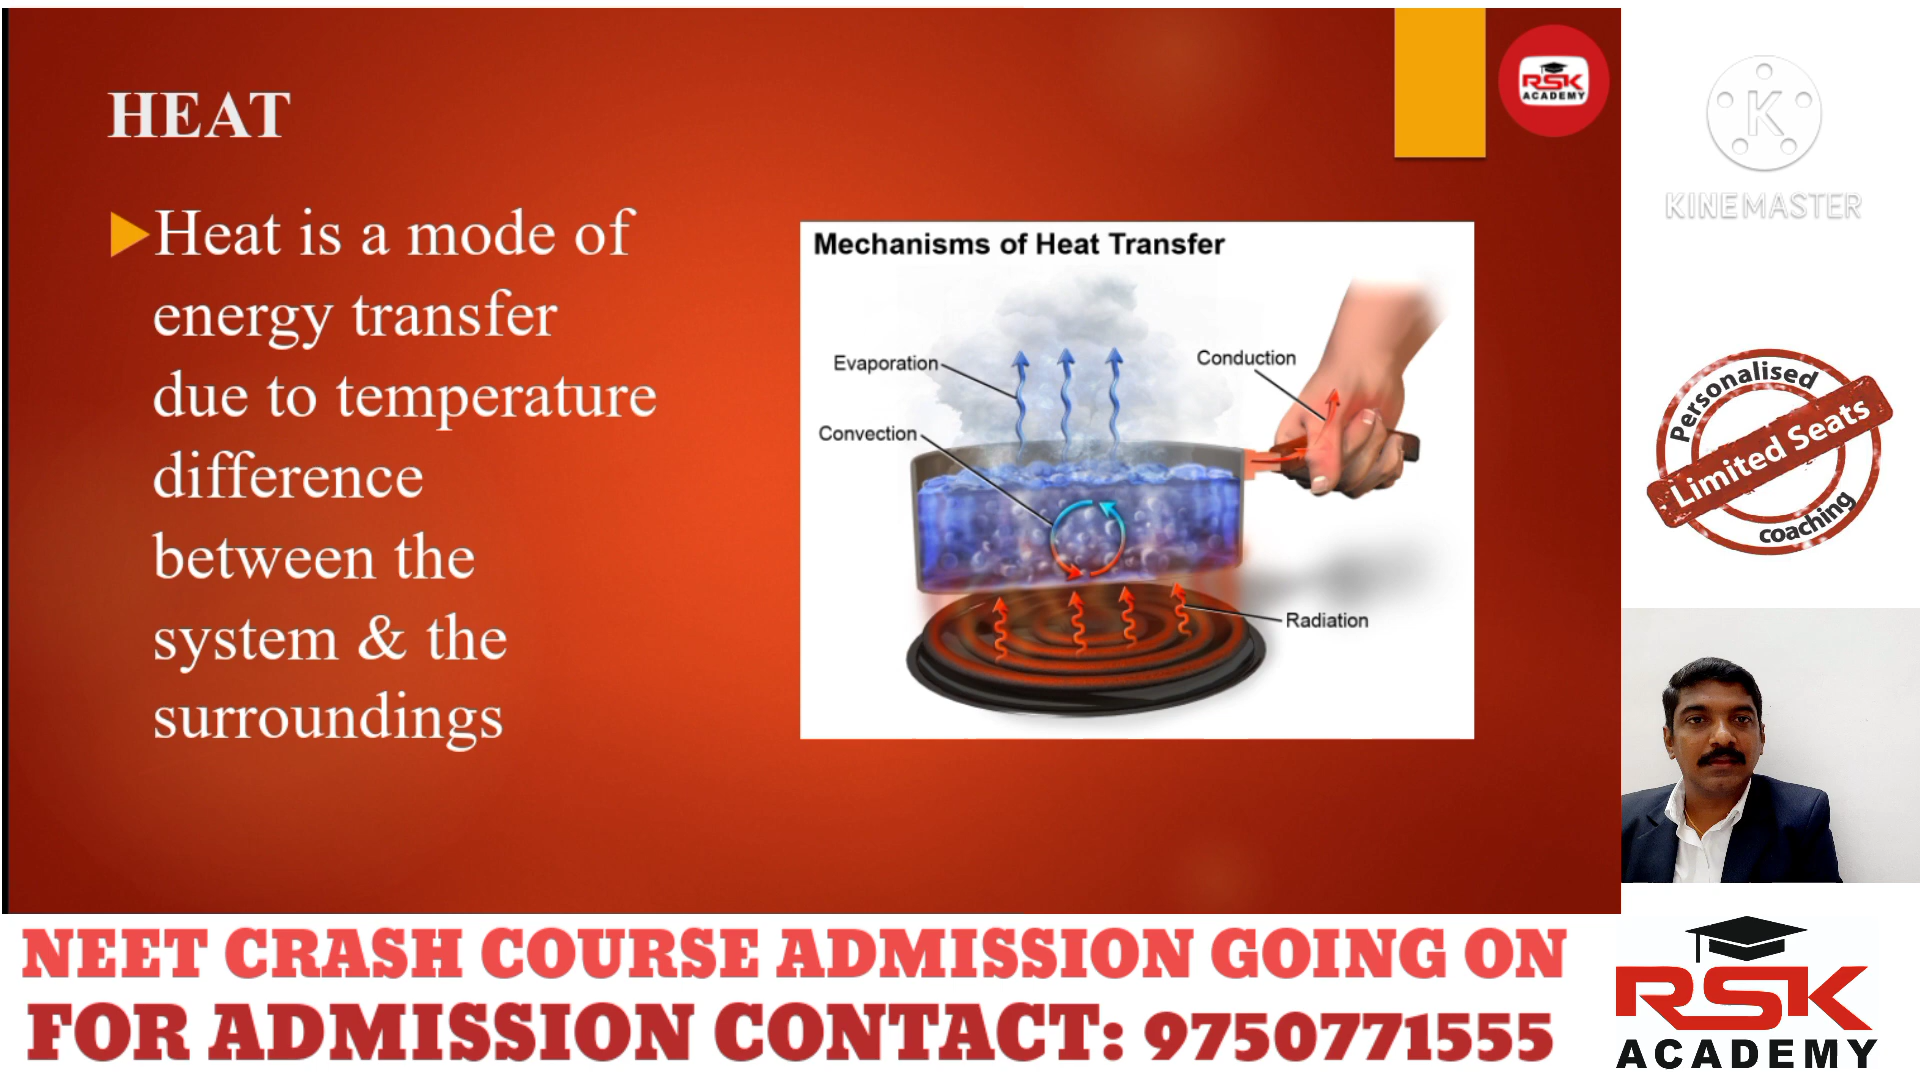 HEAT
Heat is a mode of
energy transfer
due to temperature
difference
between the
system & the
surroundings
RSK
ACADEMY
Mechanisms of Heat Transfer
Evaporation
Conduction
Convection
Radiation
K
KINEMASTER
Personalised
Limited Seats
coaching
NEET CRASH COURSE ADMISSION GOING ON
FOR ADMISSION CONTACT: 9750771555
RSK
ACADEMY